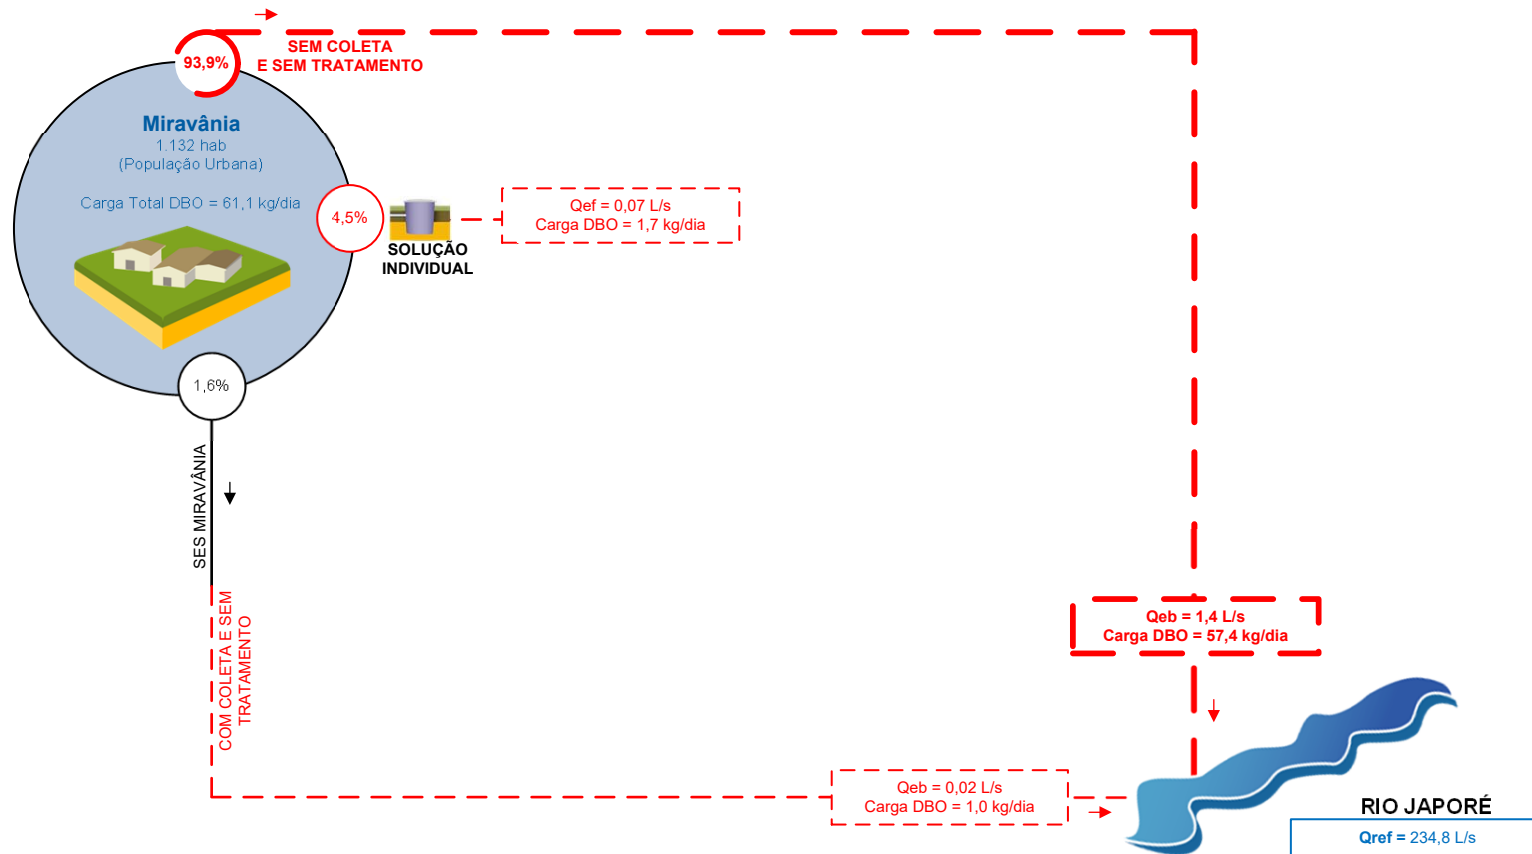 93,9%
SEM COLETA
E SEM TRATAMENTO
Miravânia
1.132 hab
(População Urbana)
Carga Total DBO = 61,1 kg/dia
4,5%
SOLUÇÃO
INDIVIDUAL
Qef = 0,07 L/s
Carga DBO = 1,7 kg/dia
1,6%
SES MIRAVÂNIA
COM COLETA E SEM
TRATAMENTO
Qeb = 1,4 L/s
Carga DBO = 57,4 kg/dia
Qeb = 0,02 L/s
Carga DBO = 1,0 kg/dia
RIO JAPORÉ
Qref = 234,8 L/s